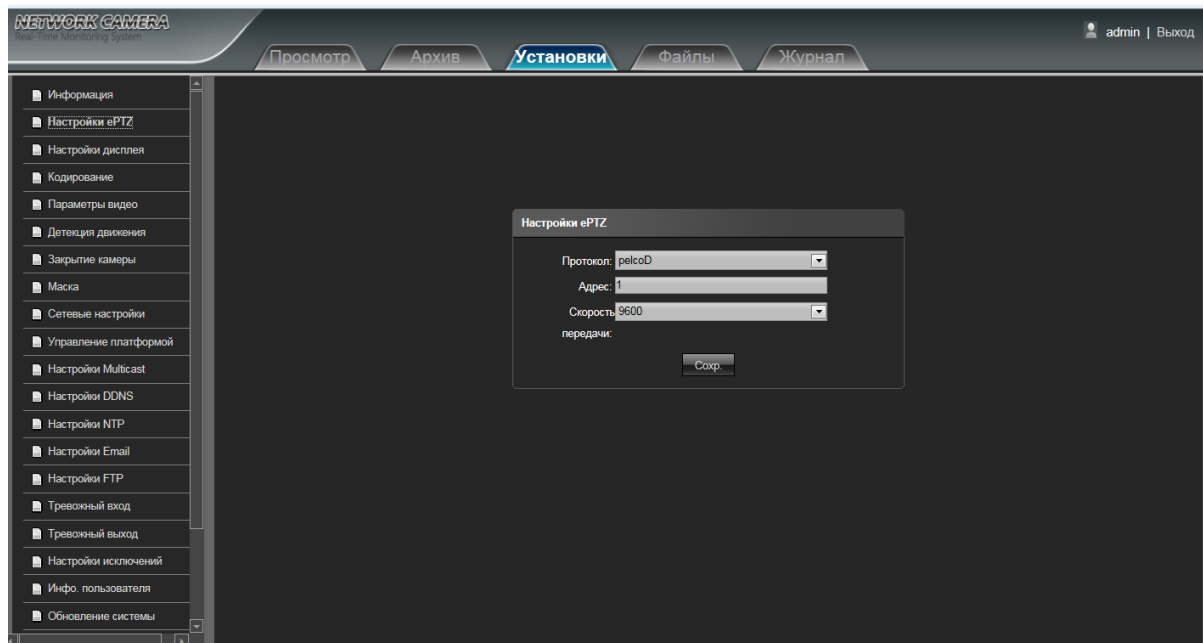 NETWORK CAMERA
Real-Time Monitoring System
admin | Выход
Просмотр
Архив
Установки
Файлы
Журнал
Информация
Настройки ePTZ
Настройки дисплея
Кодирование
Параметры видео
Детекция движения
Закрытие камеры
Маска
Сетевые настройки
Управление платформой
Настройки Multicast
Настройки DDNS
Настройки NTP
Настройки Email
Настройки FTP
Тревожный вход
Тревожный выход
Настройки исключений
Инфо. пользователя
Обновление системы
Настройки ePTZ
Протокол: pelcoD
Адрес: 1
Скорость 9600
передачи:
Сохр.